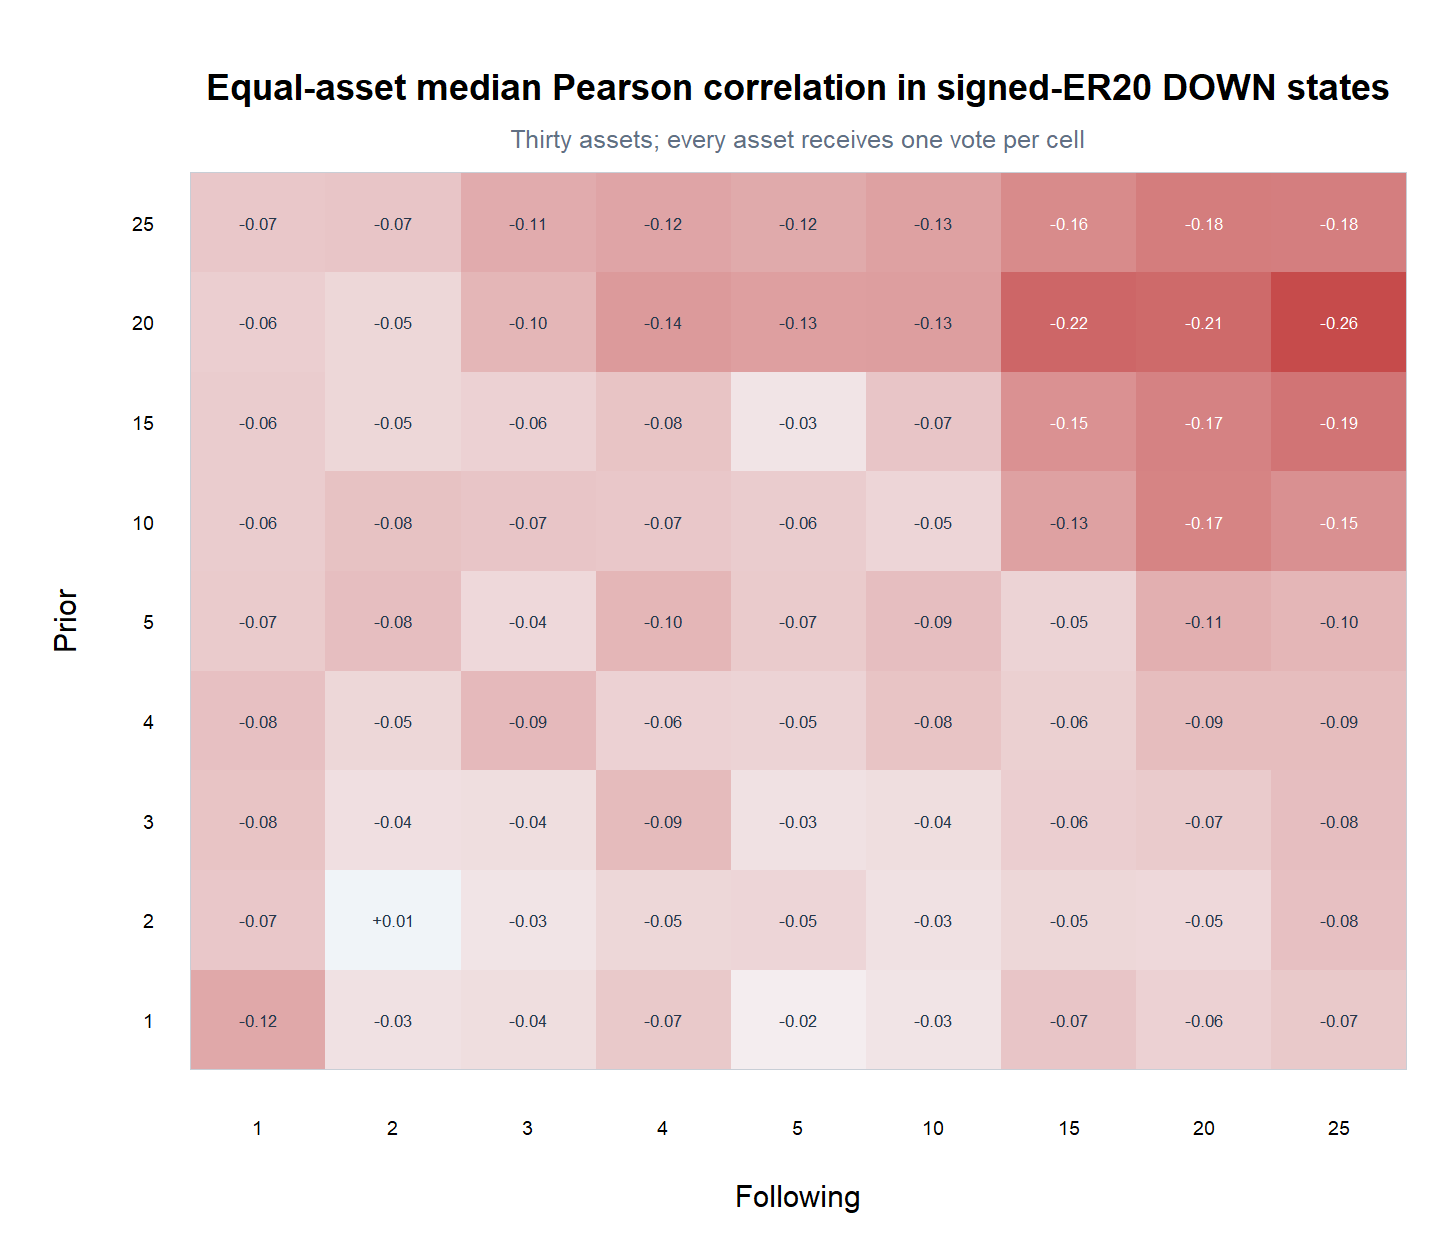 Equal-asset median Pearson correlation in signed-ER20 DOWN states
Thirty assets; every asset receives one vote per cell
25 -0.07 -0.07 -0.11 -0.12 -0.12 -0.13 -0.16 -0.18 -0.18
20 -0.06 -0.05 -0.10 -0.14 -0.13 -0.13 -0.22 -0.21 -0.26
15 -0.06 -0.05 -0.06 -0.08 -0.03 -0.07 -0.15 -0.17 -0.19
10 -0.06 -0.08 -0.07 -0.07 -0.06 -0.05 -0.13 -0.17 -0.15
5 -0.07 -0.08 -0.04 -0.10 -0.07 -0.09 -0.05 -0.11 -0.10
4 -0.08 -0.05 -0.09 -0.06 -0.05 -0.08 -0.06 -0.09 -0.09
3 -0.08 -0.04 -0.04 -0.09 -0.03 -0.04 -0.06 -0.07 -0.08
2 -0.07 +0.01 -0.03 -0.05 -0.05 -0.03 -0.05 -0.05 -0.08
1 -0.12 -0.03 -0.04 -0.07 -0.02 -0.03 -0.07 -0.06 -0.07
Prior
1 2 3 4 5 10 15 20 25
Following